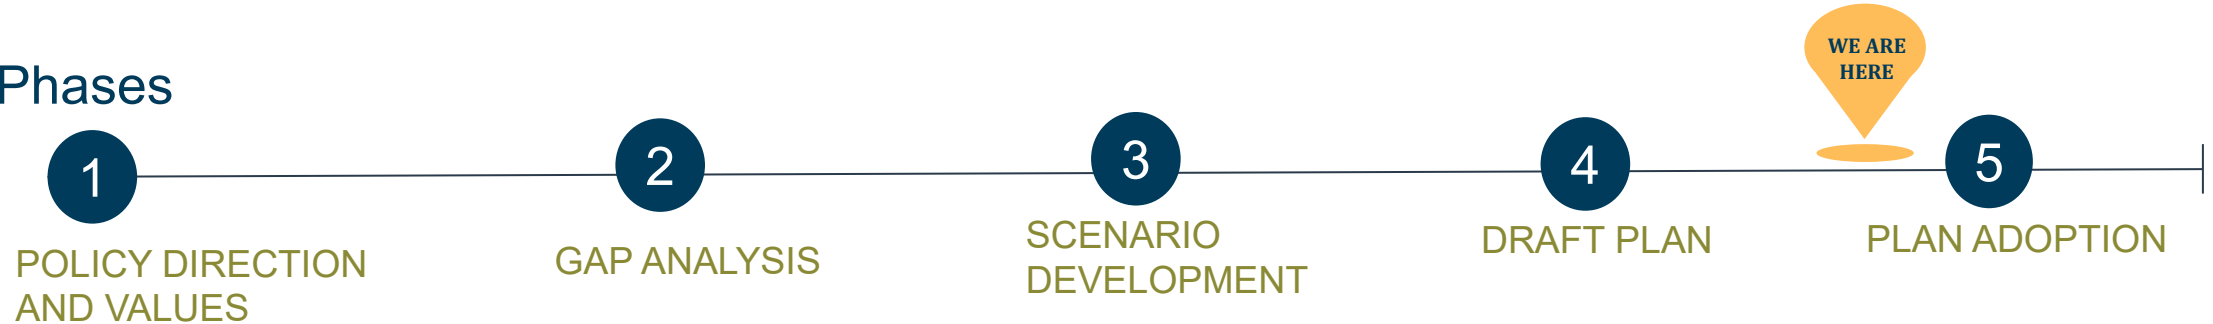 WE ARE
HERE
Phases
1
2
3
4
5
POLICY DIRECTION
AND VALUES
GAP ANALYSIS
SCENARIO
DEVELOPMENT
DRAFT PLAN
PLAN ADOPTION